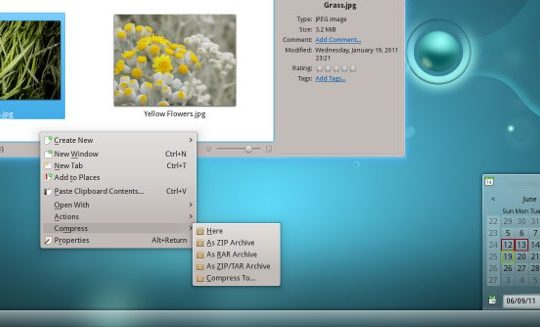 Grass.jpg
Type: JPEG image
Size: 3.2 MiB
Comment: Add Comment...
Modified: Wednesday, January 19, 2011
23:21
Rating:
Tags: Add Tags...
.jpg
Yellow Flowers.jpg
Create New
New Window Ctrl+N
New Tab Ctrl+T
Add to Places
Paste Clipboard Contents... Ctrl+V
Open With
Actions
Compress
Properties Alt+Return
Here
As ZIP Archive
As RAR Archive
As ZIP/TAR Archive
Compress To...
June
Sun Mon Tue
22 29 30 31
23 5 6 7
24 12 13 14
25 19 20 21
26 26 27 28
27 3 4 5
06/09/11